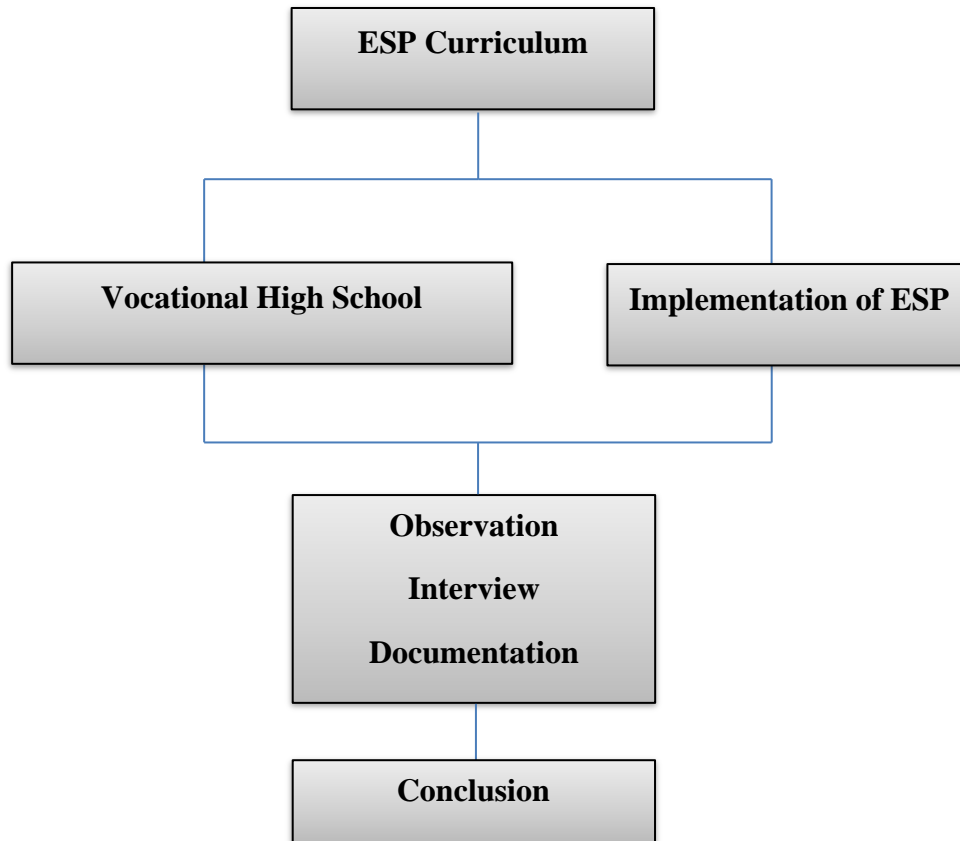 ESP Curriculum
Vocational High School
Implementation of ESP
Observation
Interview
Documentation
Conclusion